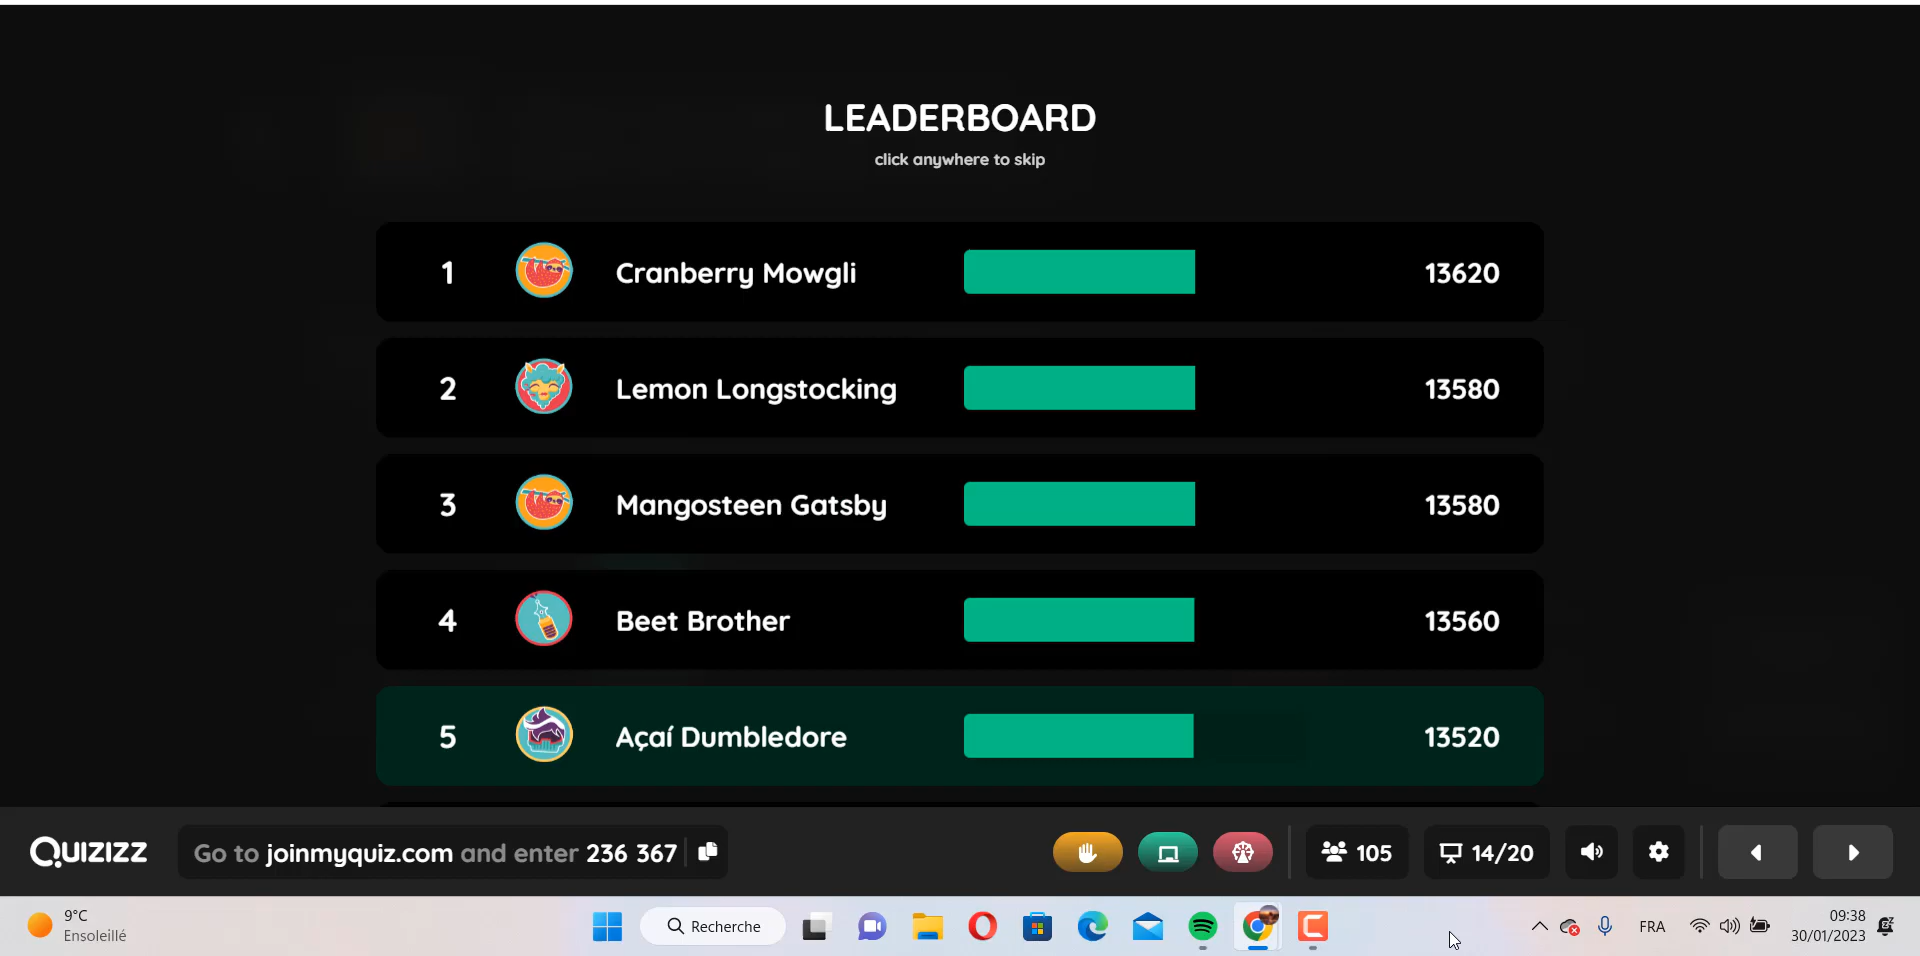 LEADERBOARD
click anywhere to skip
1 Cranberry Mowgli 13620
2 Lemon Longstocking 13580
3 Mangosteen Gatsby 13580
4 Beet Brother 13560
5 Açaí Dumbledore 13520
QUIZIZZ Go to joinmyquiz.com and enter 236 367 105 14/20
9°C
Ensoleillé
Recherche
FRA
09:38
30/01/2023